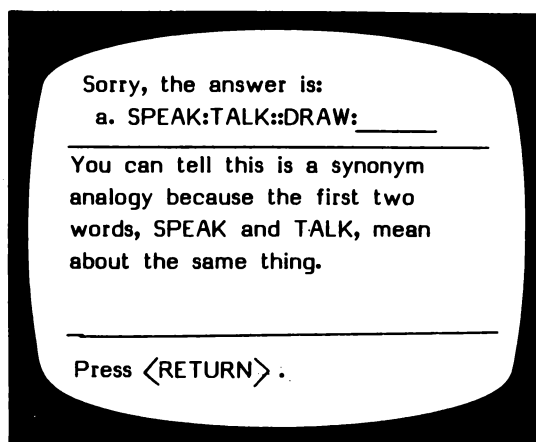 Sorry, the answer is:
a. SPEAK:TALK::DRAW:________
You can tell this is a synonym
analogy because the first two
words, SPEAK and TALK, mean
about the same thing.
Press <RETURN>.